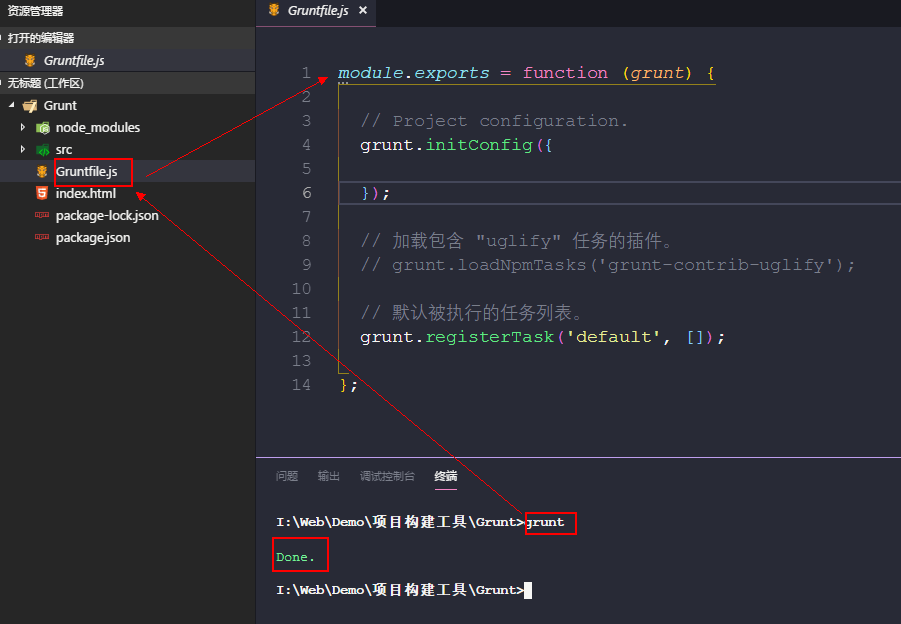 资源管理器
打开的编辑器
Gruntfile.js
无标题 (工作区)
Grunt
node_modules
src
Gruntfile.js
index.html
package-lock.json
package.json
Gruntfile.js ×
1 module.exports = function (grunt) {
2
3 // Project configuration.
4 grunt.initConfig({
5
6 });
7
8 // 加载包含 "uglify" 任务的插件。
9 // grunt.loadNpmTasks('grunt-contrib-uglify');
10
11 // 默认被执行的任务列表。
12 grunt.registerTask('default', []);
13
14 };
问题 输出 调试控制台 终端
I:\Web\Demo\项目构建工具\Grunt>grunt
Done.
I:\Web\Demo\项目构建工具\Grunt>